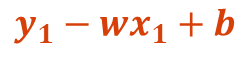 y₁ − wx₁ + b